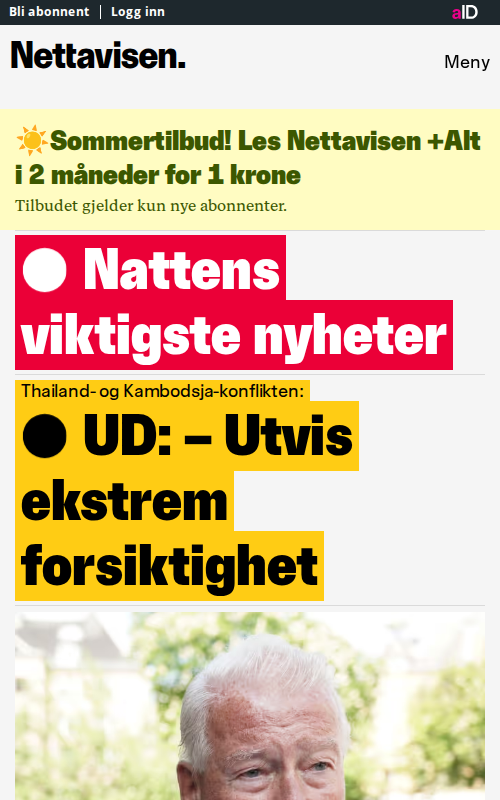 Bli abonnent | Logg inn
aID
Nettavisen.
Meny
☀️Sommertilbud! Les Nettavisen +Alt
i 2 måneder for 1 krone
Tilbudet gjelder kun nye abonnenter.
● Nattens
viktigste nyheter
Thailand- og Kambodsja-konflikten:
● UD: – Utvis
ekstrem
forsiktighet